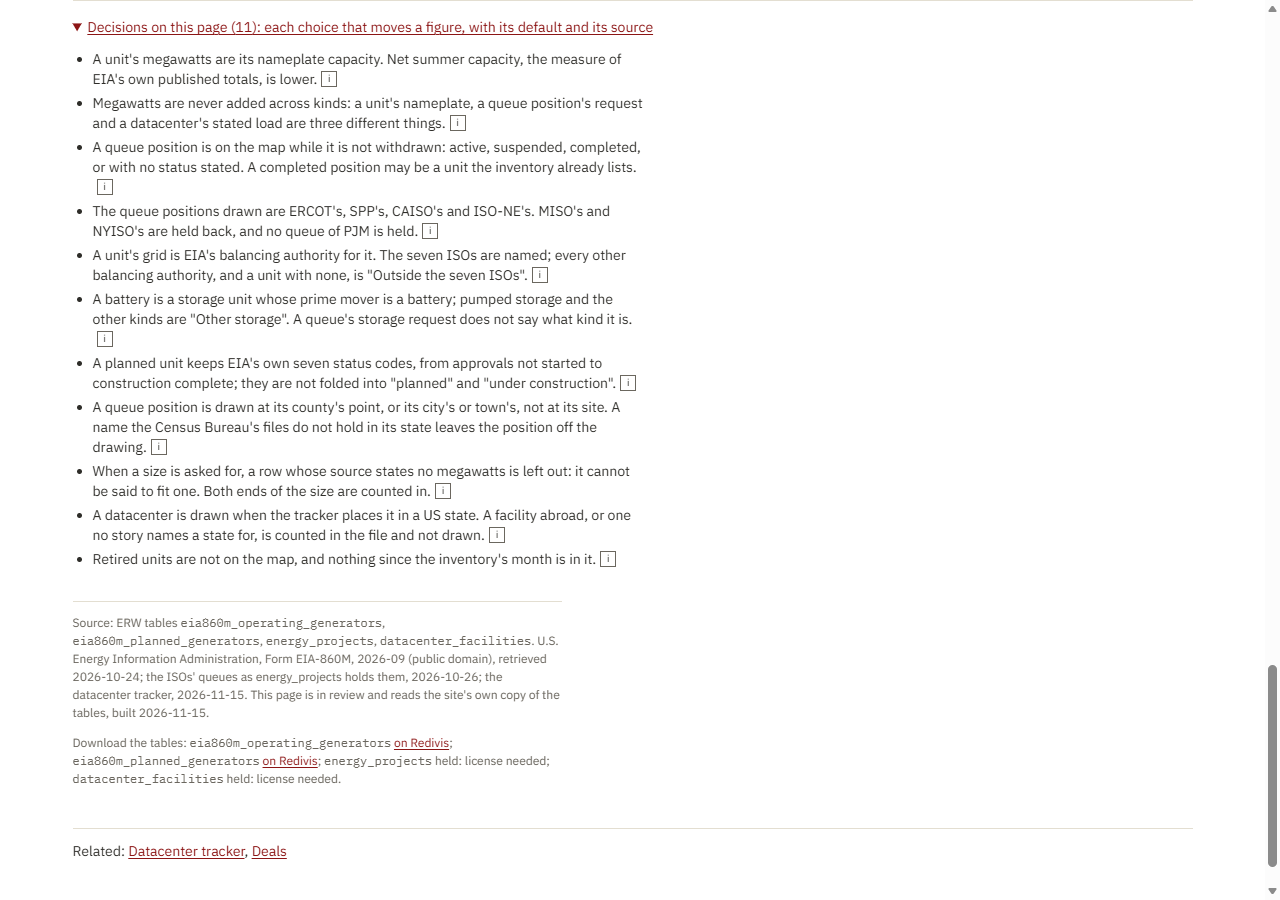 ▼ Decisions on this page (11): each choice that moves a figure, with its default and its source
• A unit's megawatts are its nameplate capacity. Net summer capacity, the measure of
EIA's own published totals, is lower. i
• Megawatts are never added across kinds: a unit's nameplate, a queue position's request
and a datacenter's stated load are three different things. i
• A queue position is on the map while it is not withdrawn: active, suspended, completed,
or with no status stated. A completed position may be a unit the inventory already lists.
i
• The queue positions drawn are ERCOT's, SPP's, CAISO's and ISO-NE's. MISO's and
NYISO's are held back, and no queue of PJM is held. i
• A unit's grid is EIA's balancing authority for it. The seven ISOs are named; every other
balancing authority, and a unit with none, is "Outside the seven ISOs". i
• A battery is a storage unit whose prime mover is a battery; pumped storage and the
other kinds are "Other storage". A queue's storage request does not say what kind it is.
i
• A planned unit keeps EIA's own seven status codes, from approvals not started to
construction complete; they are not folded into "planned" and "under construction". i
• A queue position is drawn at its county's point, or its city's or town's, not at its site. A
name the Census Bureau's files do not hold in its state leaves the position off the
drawing. i
• When a size is asked for, a row whose source states no megawatts is left out: it cannot
be said to fit one. Both ends of the size are counted in. i
• A datacenter is drawn when the tracker places it in a US state. A facility abroad, or one
no story names a state for, is counted in the file and not drawn. i
• Retired units are not on the map, and nothing since the inventory's month is in it. i
Source: ERW tables eia860m_operating_generators,
eia860m_planned_generators, energy_projects, datacenter_facilities. U.S.
Energy Information Administration, Form EIA-860M, 2026-09 (public domain), retrieved
2026-10-24; the ISOs' queues as energy_projects holds them, 2026-10-26; the
datacenter tracker, 2026-11-15. This page is in review and reads the site's own copy of the
tables, built 2026-11-15.
Download the tables: eia860m_operating_generators on Redivis;
eia860m_planned_generators on Redivis; energy_projects held: license needed;
datacenter_facilities held: license needed.
Related: Datacenter tracker, Deals